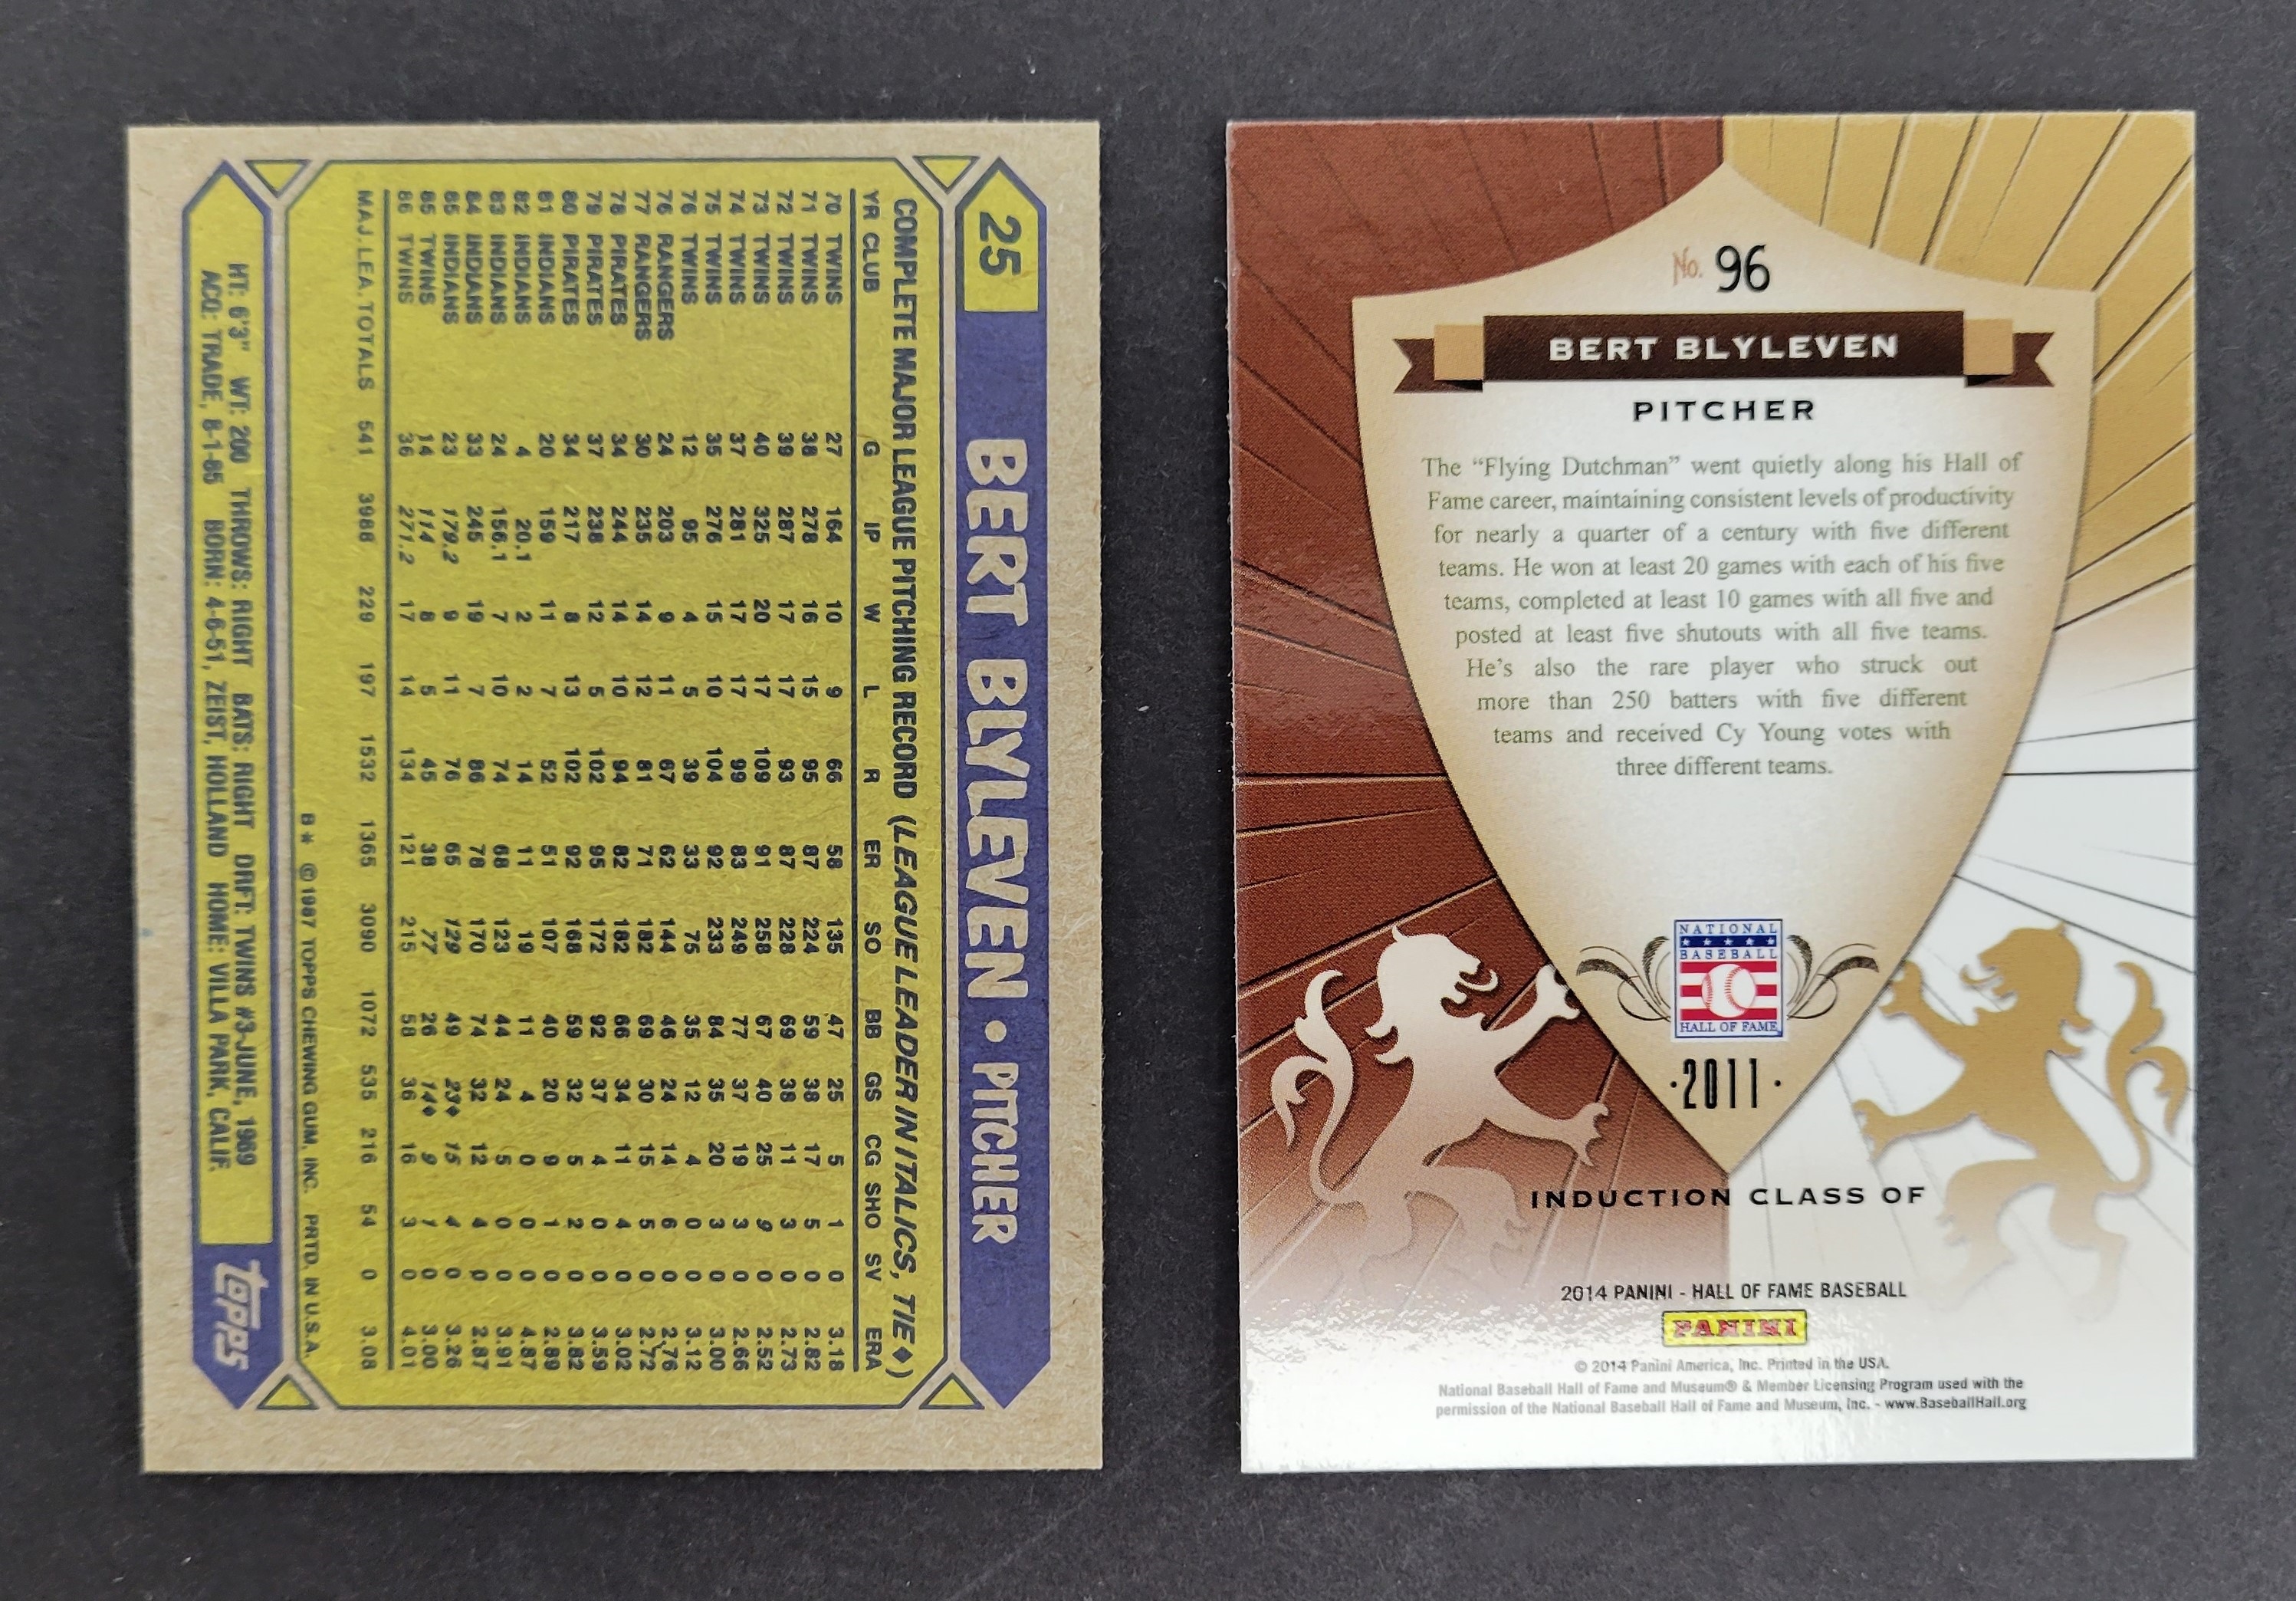 25
BERT BLYLEVEN • PITCHER
COMPLETE MAJOR LEAGUE PITCHING RECORD (LEAGUE LEADER IN ITALICS, TIE♦)
YR CLUB G IP W L R ER SO BB GS CG SHO SV ERA
70 TWINS 27 164 10 9 66 58 135 47 25 5 1 0 3.18
71 TWINS 38 278 16 15 95 87 224 59 38 17 5 0 2.82
72 TWINS 39 287 17 17 93 87 228 69 38 11 3 0 2.73
73 TWINS 40 325 20 17 109 91 258 67 40 25 9 0 2.52
74 TWINS 37 281 17 17 99 83 249 77 37 19 3 0 2.66
75 TWINS 35 276 15 10 104 92 233 84 35 20 3 0 3.00
76 TWINS 12 95 4 5 39 33 75 35 12 4 0 0 3.12
76 RANGERS 24 203 9 11 67 62 144 46 24 14 6 0 2.76
77 RANGERS 30 235 14 12 81 71 182 69 30 15 5 0 2.72
78 PIRATES 34 244 14 10 94 82 182 66 34 11 4 0 3.02
79 PIRATES 37 238 12 5 102 95 172 92 37 4 0 0 3.59
80 PIRATES 34 217 8 13 102 92 168 59 32 5 2 0 3.82
81 INDIANS 20 159 11 7 52 51 107 40 20 9 1 0 2.89
82 INDIANS 4 20.1 2 2 14 11 19 11 4 0 0 0 4.87
83 INDIANS 24 156.1 7 10 74 68 123 44 24 5 0 0 3.91
84 INDIANS 33 245 19 7 86 78 170 74 32 12 4 0 2.87
85 INDIANS 23 179.2 9 11 76 65 129 49 23♦ 15 4 0 3.26
85 TWINS 14 114 8 5 45 38 77 26 14♦ 9 1 0 3.00
86 TWINS 36 271.2 17 14 134 121 215 58 36 16 3 0 4.01
MAJ. LEA. TOTALS 541 3988 229 197 1532 1365 3090 1072 535 216 54 0 3.08
B* © 1987 TOPPS CHEWING GUM, INC. PRTD. IN U.S.A.
HT: 6'3" WT: 200 THROWS: RIGHT BATS: RIGHT DRFT: TWINS #3-JUNE, 1969
ACQ: TRADE, 8-1-85 BORN: 4-6-51, ZEIST, HOLLAND HOME: VILLA PARK, CALIF.
topps
No. 96
BERT BLYLEVEN
PITCHER
The “Flying Dutchman” went quietly along his Hall of
Fame career, maintaining consistent levels of productivity
for nearly a quarter of a century with five different
teams. He won at least 20 games with each of his five
teams, completed at least 10 games with all five and
posted at least five shutouts with all five teams.
He’s also the rare player who struck out
more than 250 batters with five different
teams and received Cy Young votes with
three different teams.
NATIONAL
BASEBALL
HALL OF FAME
·2011·
INDUCTION CLASS OF
2014 PANINI - HALL OF FAME BASEBALL
PANINI
© 2014 Panini America, Inc. Printed in the USA.
National Baseball Hall of Fame and Museum® & Member Licensing Program used with the
permission of the National Baseball Hall of Fame and Museum, Inc. - www.BaseballHall.org